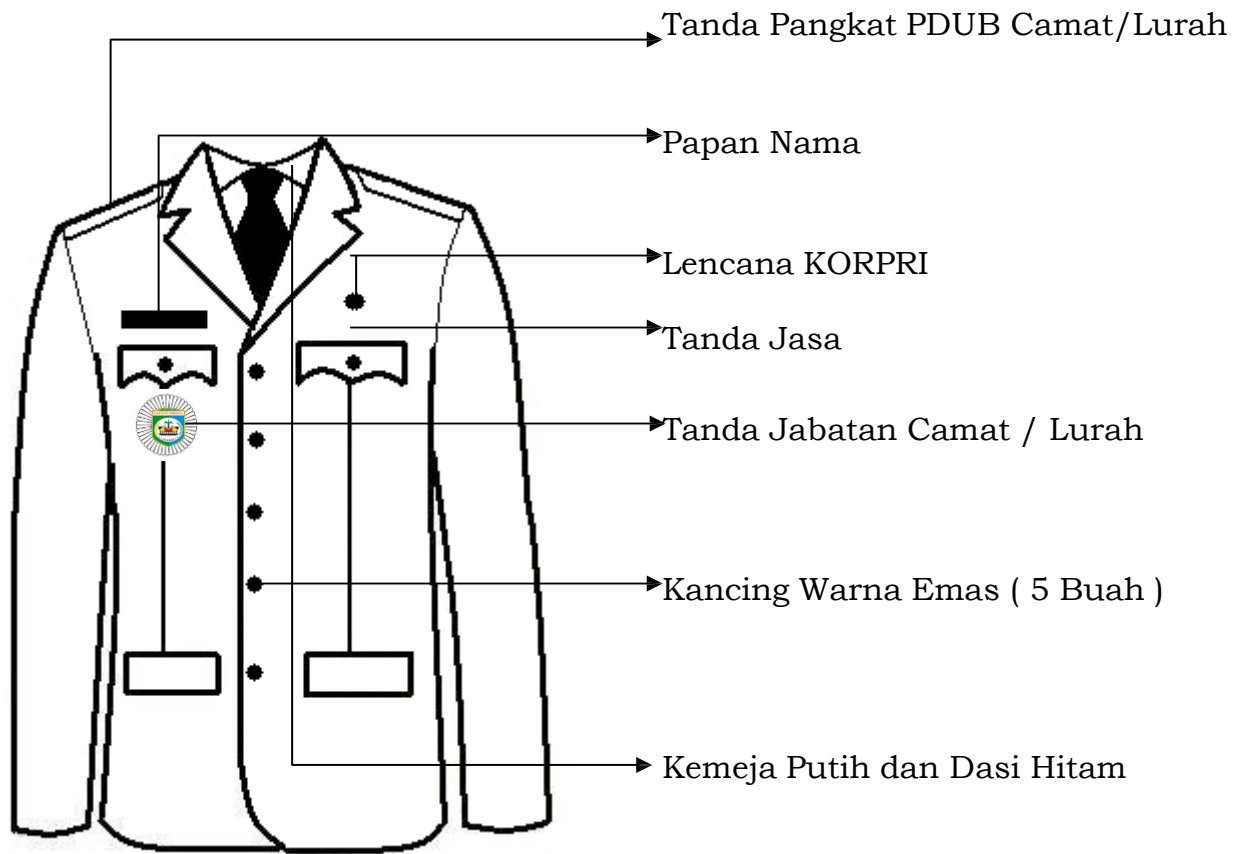 Tanda Pangkat PDUB Camat/Lurah
Papan Nama
Lencana KORPRI
Tanda Jasa
Tanda Jabatan Camat / Lurah
Kancing Warna Emas ( 5 Buah )
Kemeja Putih dan Dasi Hitam